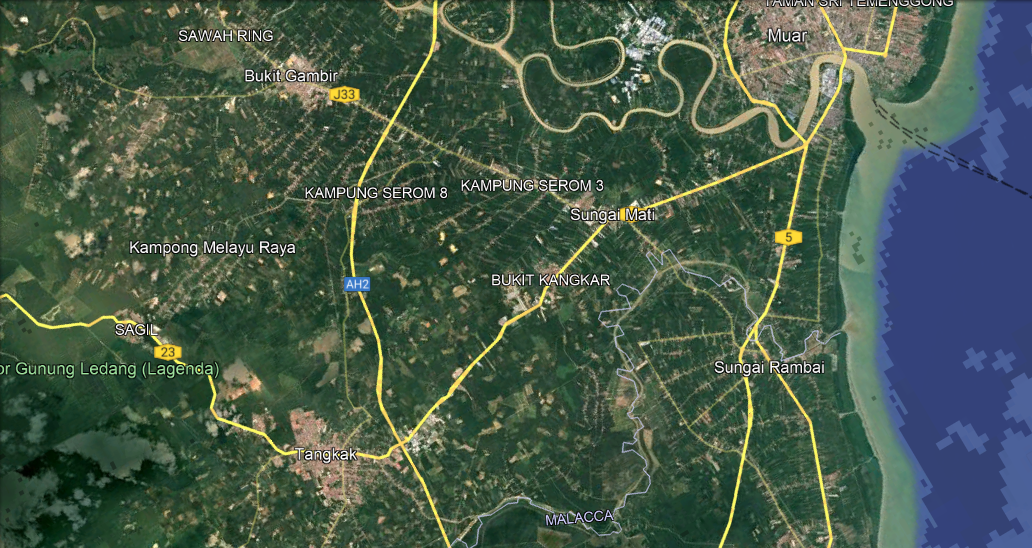 TAMAN SRI TEMENGGONG
SAWAH RING
Muar
Bukit Gambir
J33
KAMPUNG SEROM 8
KAMPUNG SEROM 3
Sungai Mati
Kampong Melayu Raya
5
BUKIT KANGKAR
AH2
SAGIL
23
or Gunung Ledang (Lagenda)
Sungai Rambai
Tangkak
MALACCA